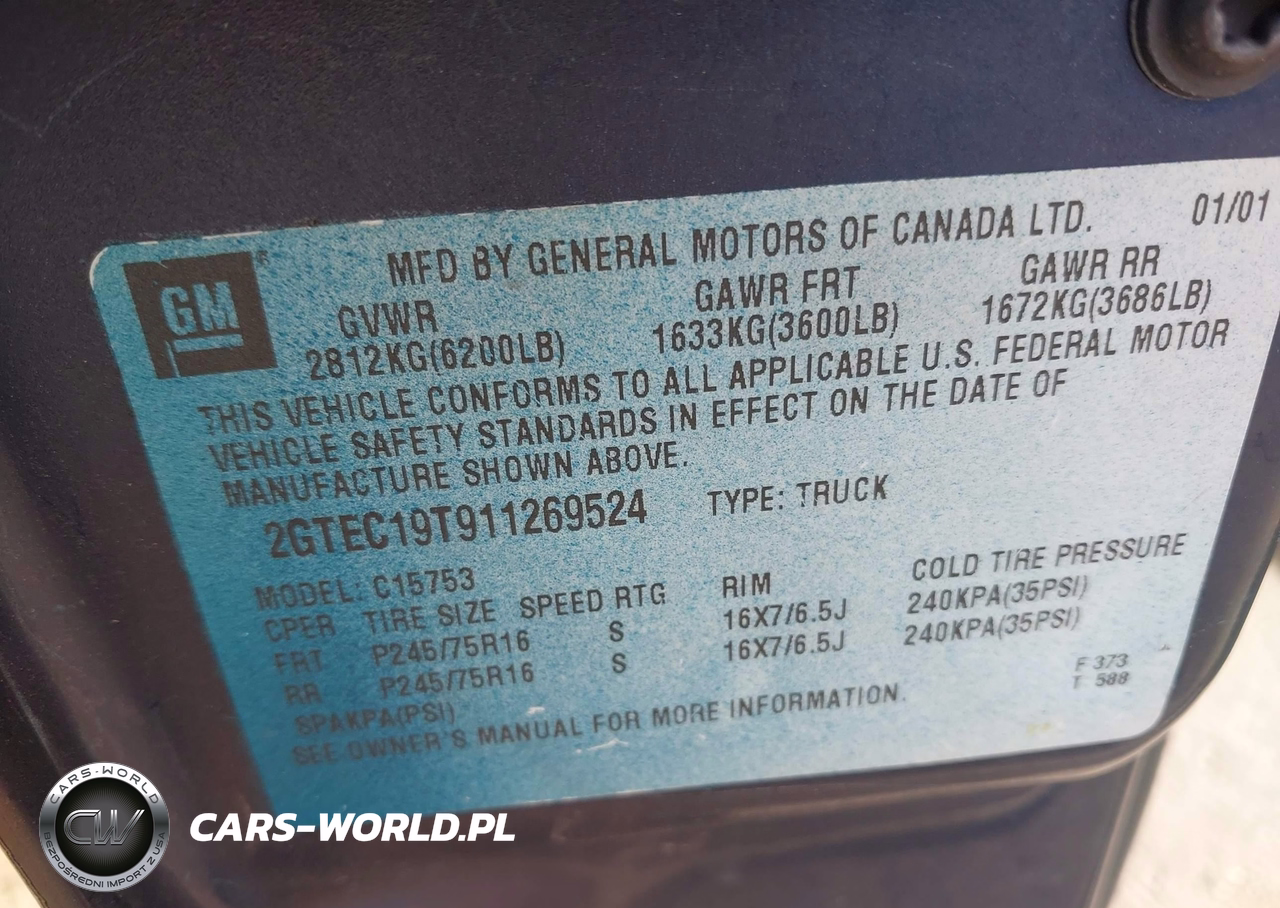 MFD BY GENERAL MOTORS OF CANADA LTD. 01/01
GM
GVWR GAWR FRT GAWR RR
2812KG(6200LB) 1633KG(3600LB) 1672KG(3686LB)
THIS VEHICLE CONFORMS TO ALL APPLICABLE U.S. FEDERAL MOTOR
VEHICLE SAFETY STANDARDS IN EFFECT ON THE DATE OF
MANUFACTURE SHOWN ABOVE.
2GTEC19T911269524 TYPE: TRUCK
MODEL: C15753
CPER TIRE SIZE SPEED RTG RIM COLD TIRE PRESSURE
FRT P245/75R16 S 16X7/6.5J 240KPA(35PSI)
RR P245/75R16 S 16X7/6.5J 240KPA(35PSI)
SPAKPA(PSI)
SEE OWNER'S MANUAL FOR MORE INFORMATION.
F 373
T 588
CARS-WORLD
CW
BEZPOŚREDNI IMPORT Z USA
CARS-WORLD.PL